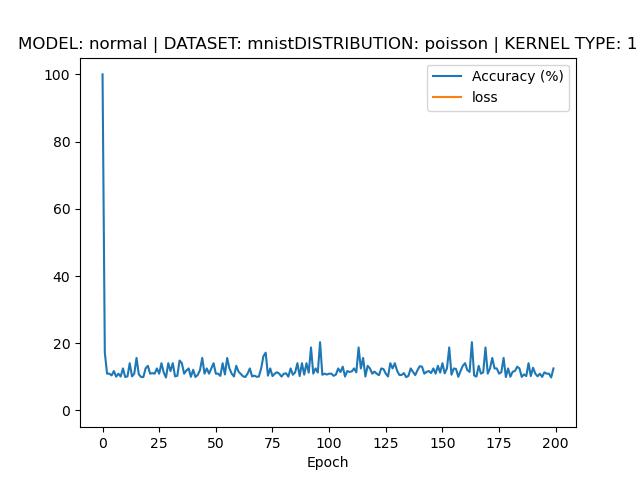 MODEL: normal | DATASET: mnistDISTRIBUTION: poisson | KERNEL TYPE: 1
Accuracy (%)
loss
100
80
60
40
20
0
0 25 50 75 100 125 150 175 200
Epoch